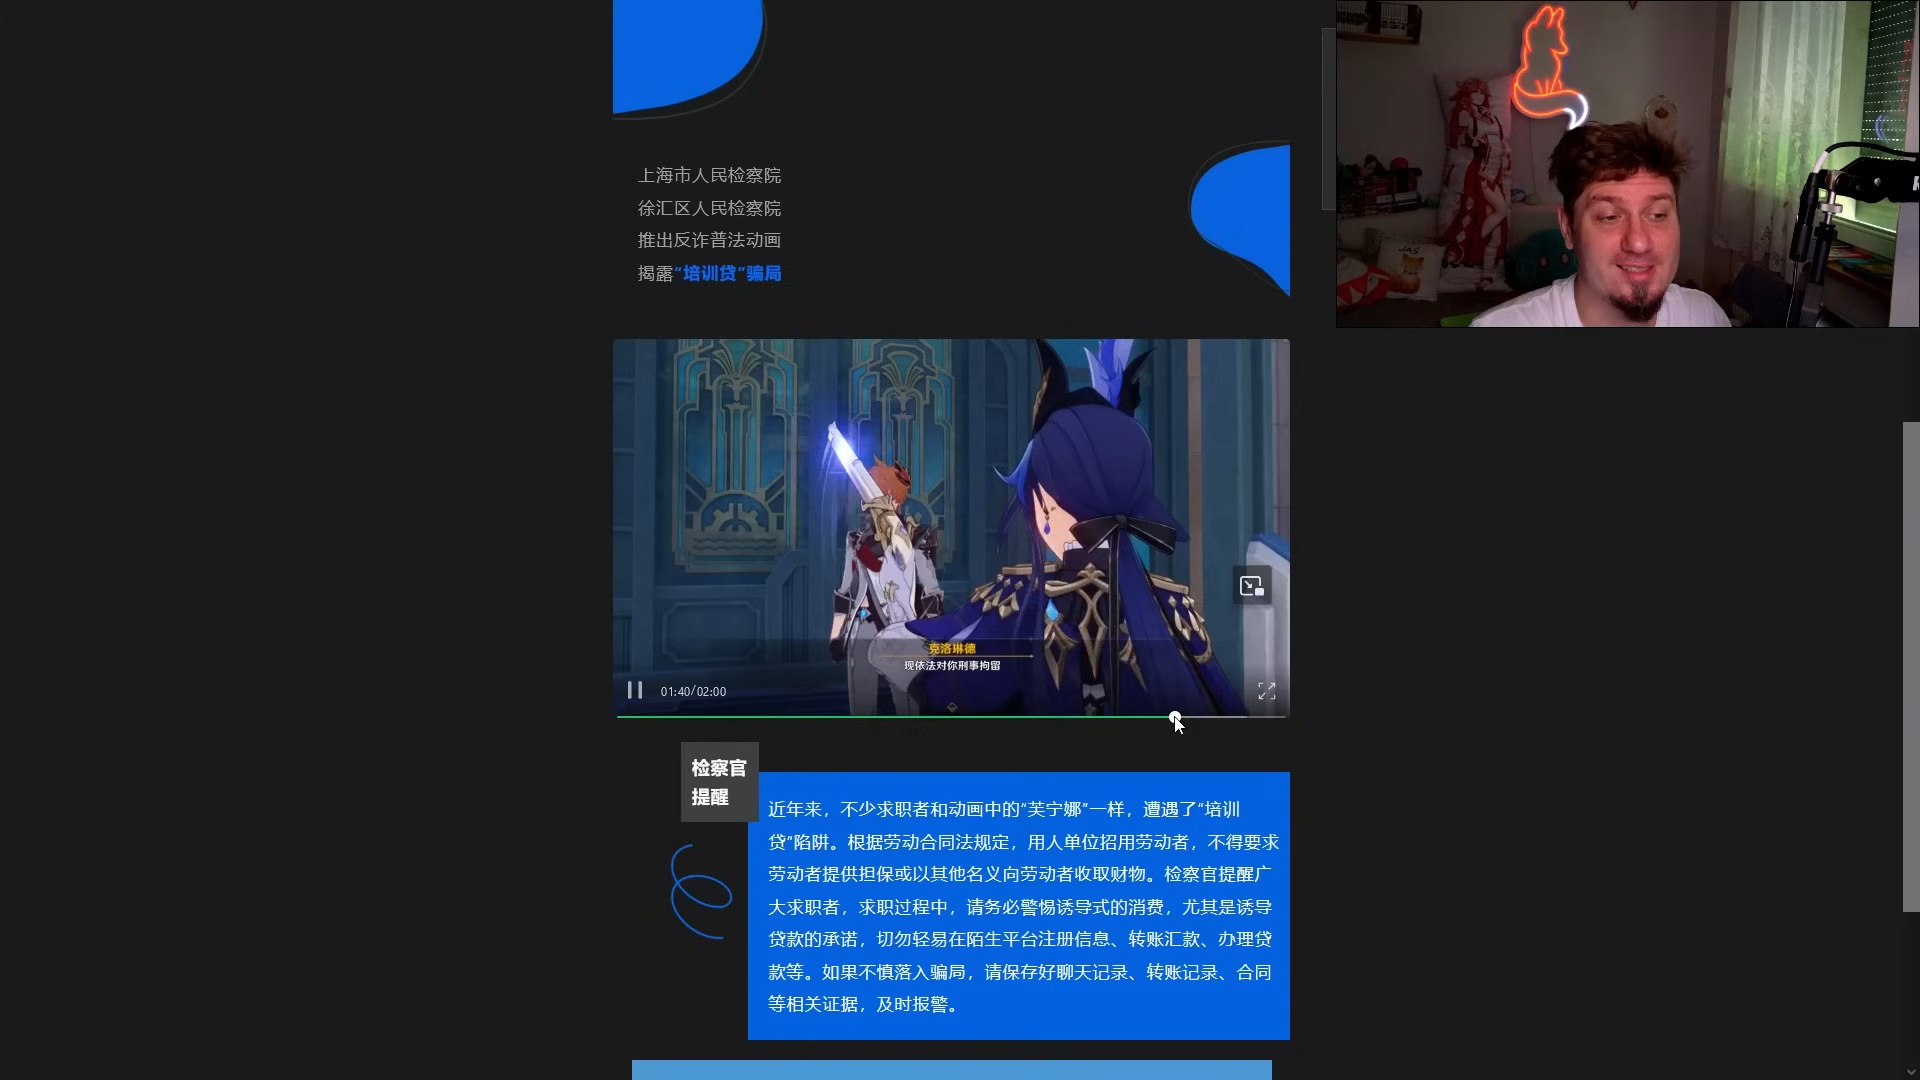 上海市人民检察院
徐汇区人民检察院
推出反诈普法动画
揭露“培训贷”骗局
克洛琳德
现依法对你刑事拘留
01:40/02:00
检察官
提醒
近年来，不少求职者和动画中的“芙宁娜”一样，遭遇了“培训
贷”陷阱。根据劳动合同法规定，用人单位招用劳动者，不得要求
劳动者提供担保或以其他名义向劳动者收取财物。检察官提醒广
大求职者，求职过程中，请务必警惕诱导式的消费，尤其是诱导
贷款的承诺，切勿轻易在陌生平台注册信息、转账汇款、办理贷
款等。如果不慎落入骗局，请保存好聊天记录、转账记录、合同
等相关证据，及时报警。